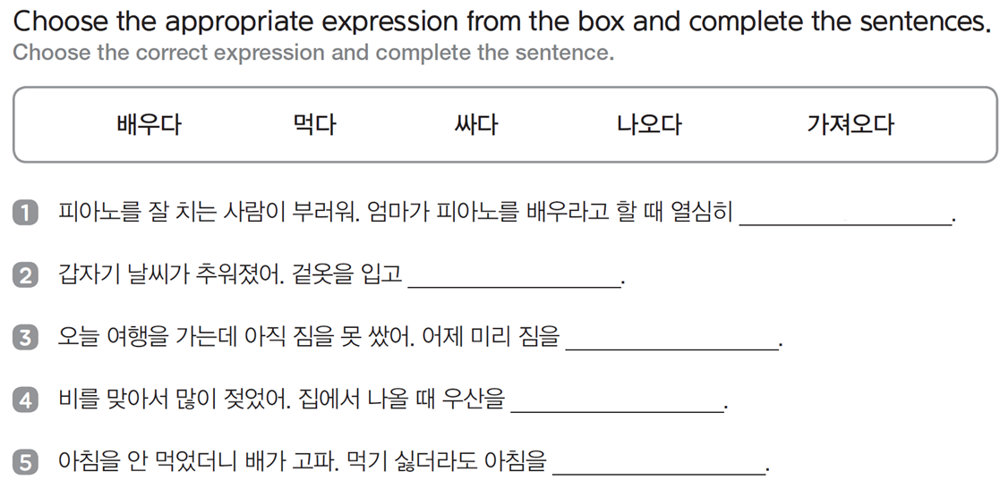 Choose the appropriate expression from the box and complete the sentences.
Choose the correct expression and complete the sentence.
배우다 먹다 싸다 나오다 가져오다
1 피아노를 잘 치는 사람이 부러워. 엄마가 피아노를 배우라고 할 때 열심히 ____________.
2 갑자기 날씨가 추워졌어. 겉옷을 입고 ____________.
3 오늘 여행을 가는데 아직 짐을 못 쌌어. 어제 미리 짐을 ____________.
4 비를 맞아서 많이 젖었어. 집에서 나올 때 우산을 ____________.
5 아침을 안 먹었더니 배가 고파. 먹기 싫더라도 아침을 ____________.